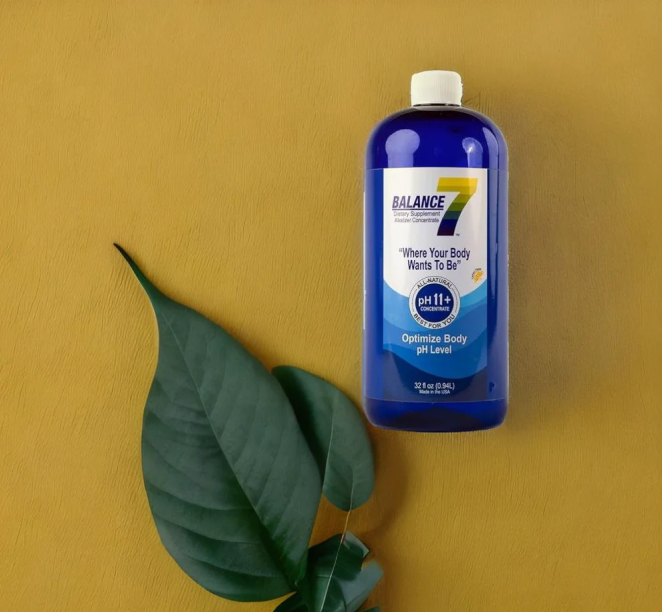 BALANCE 7
Dietary Supplement
Alkalizer Concentrate
"Where Your Body
Wants To Be"
ALL-NATURAL
pH 11+
CONCENTRATE
BEST FOR YOU
Optimize Body
pH Level
32 fl oz (0.94L)
Made in the USA